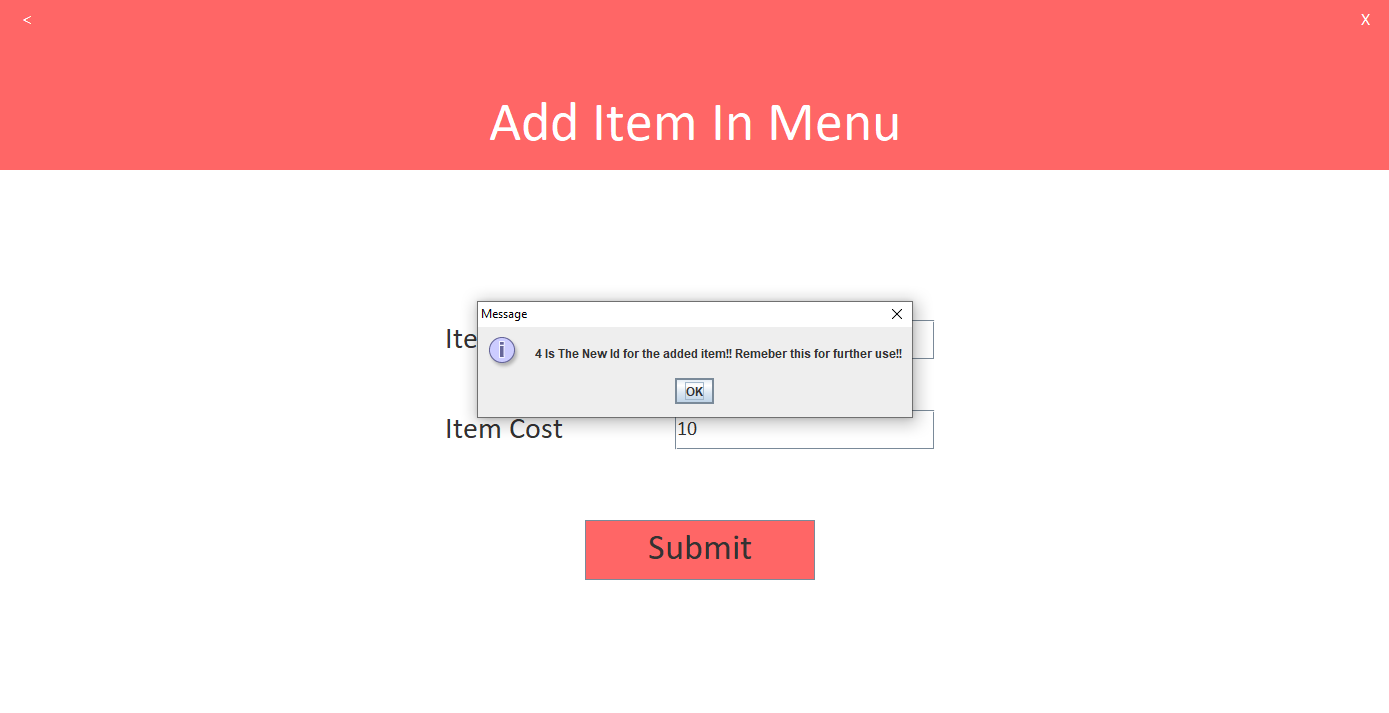 <
X
Add Item In Menu
Message
4 Is The New Id for the added item!! Remeber this for further use!!
OK
Item Cost
10
Submit